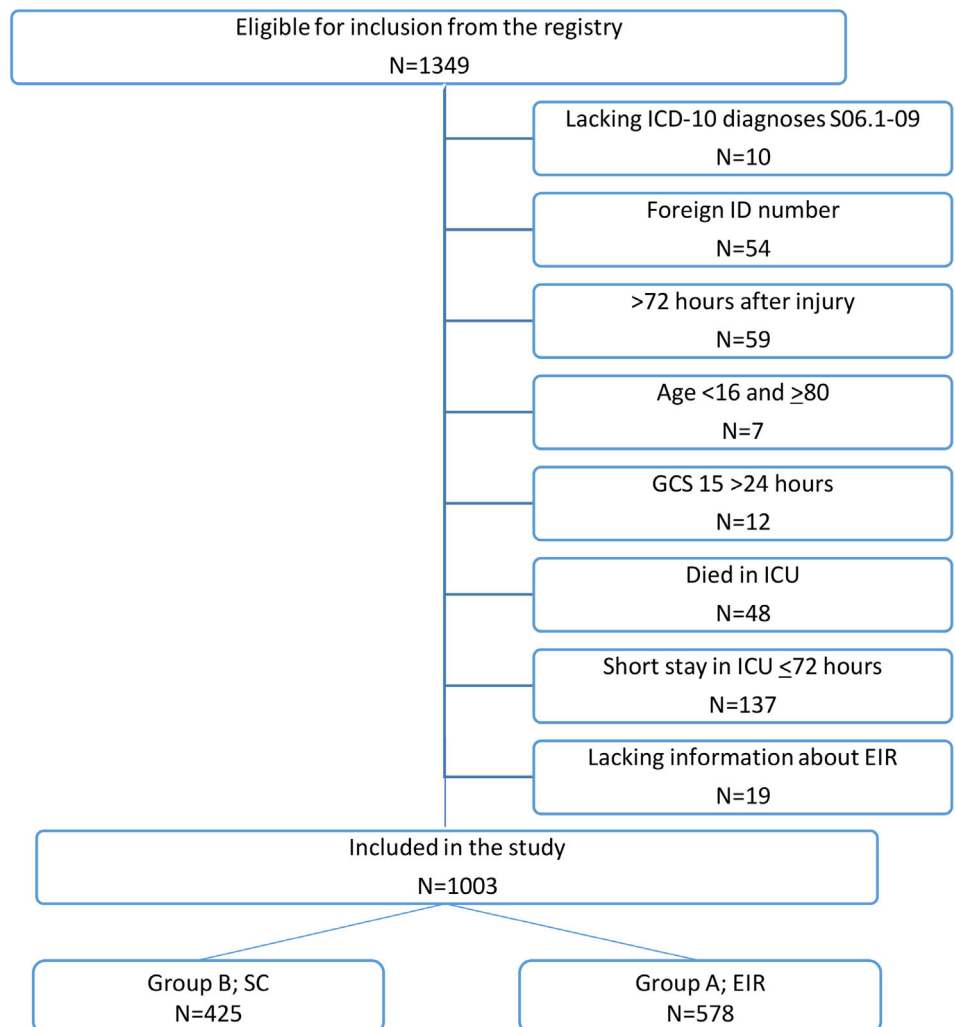 Eligible for inclusion from the registry
N=1349
Lacking ICD-10 diagnoses S06.1-09
N=10
Foreign ID number
N=54
>72 hours after injury
N=59
Age <16 and ≥80
N=7
GCS 15 >24 hours
N=12
Died in ICU
N=48
Short stay in ICU ≤72 hours
N=137
Lacking information about EIR
N=19
Included in the study
N=1003
Group B; SC
N=425
Group A; EIR
N=578